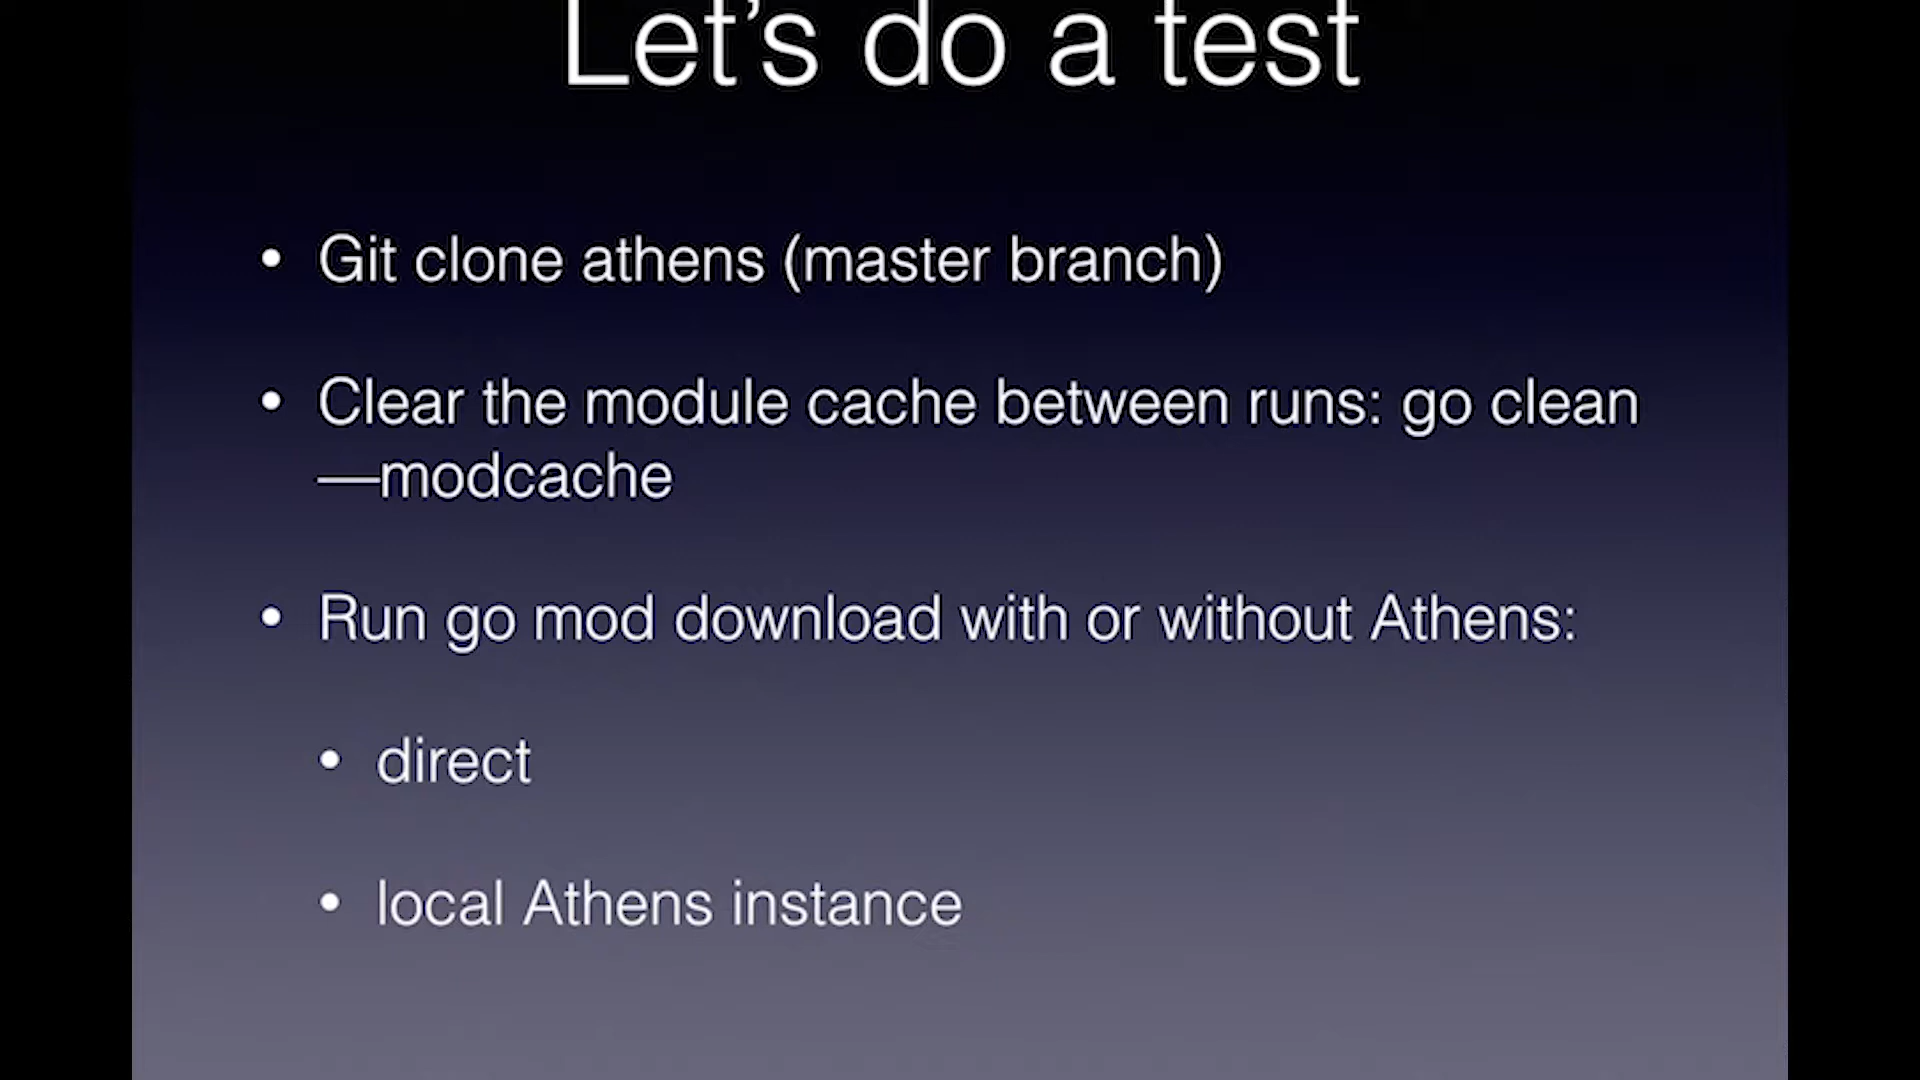 Let’s do a test
• Git clone athens (master branch)
• Clear the module cache between runs: go clean
—modcache
• Run go mod download with or without Athens:
• direct
• local Athens instance